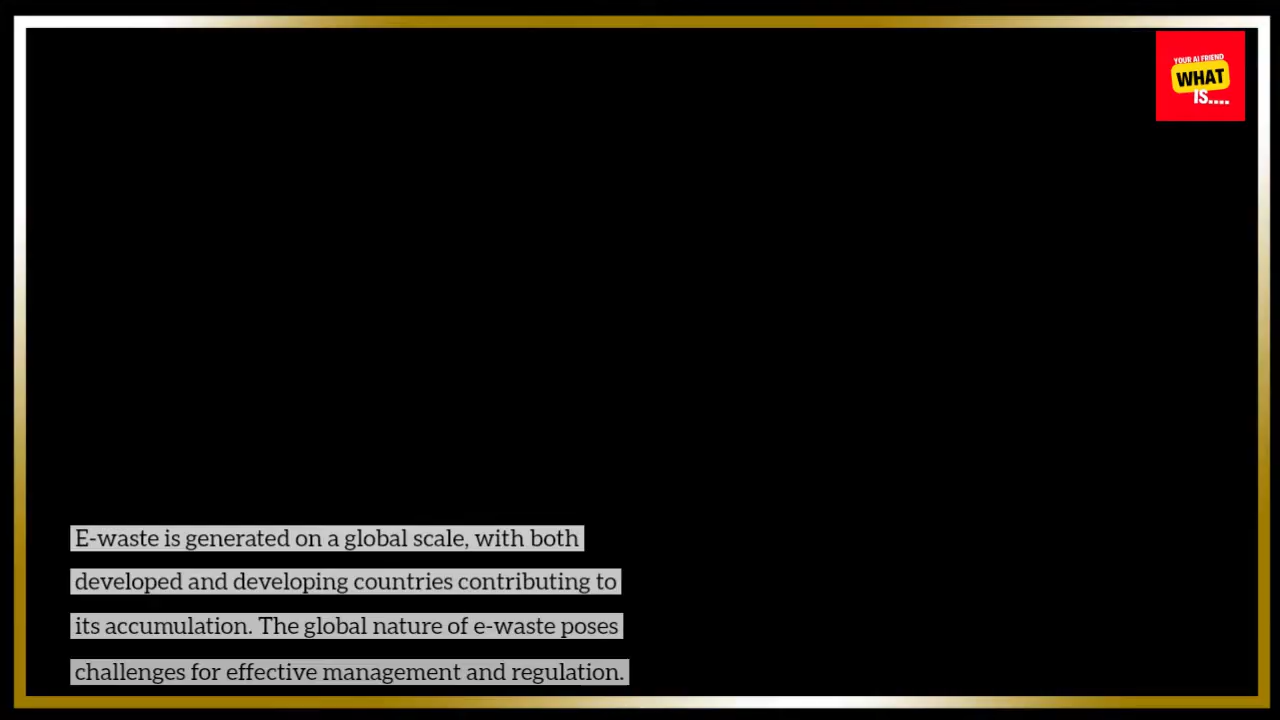 YOUR AI FRIEND
WHAT
IS....
E-waste is generated on a global scale, with both
developed and developing countries contributing to
its accumulation. The global nature of e-waste poses
challenges for effective management and regulation.